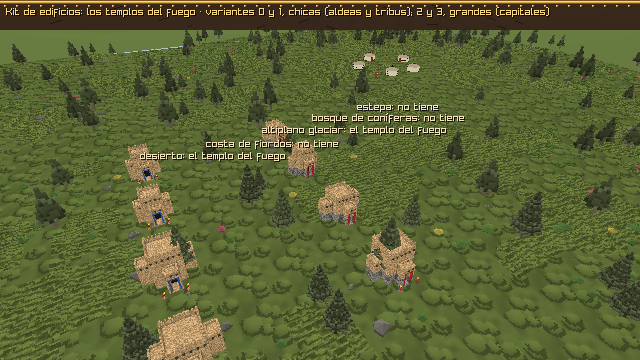 Kit de edificios: los templos del fuego · variantes 0 y 1, chicas (aldeas y tribus); 2 y 3, grandes (capitales)
estepa: no tiene
bosque de coníferas: no tiene
altiplano glaciar: el templo del fuego
costa de fiordos: no tiene
desierto: el templo del fuego